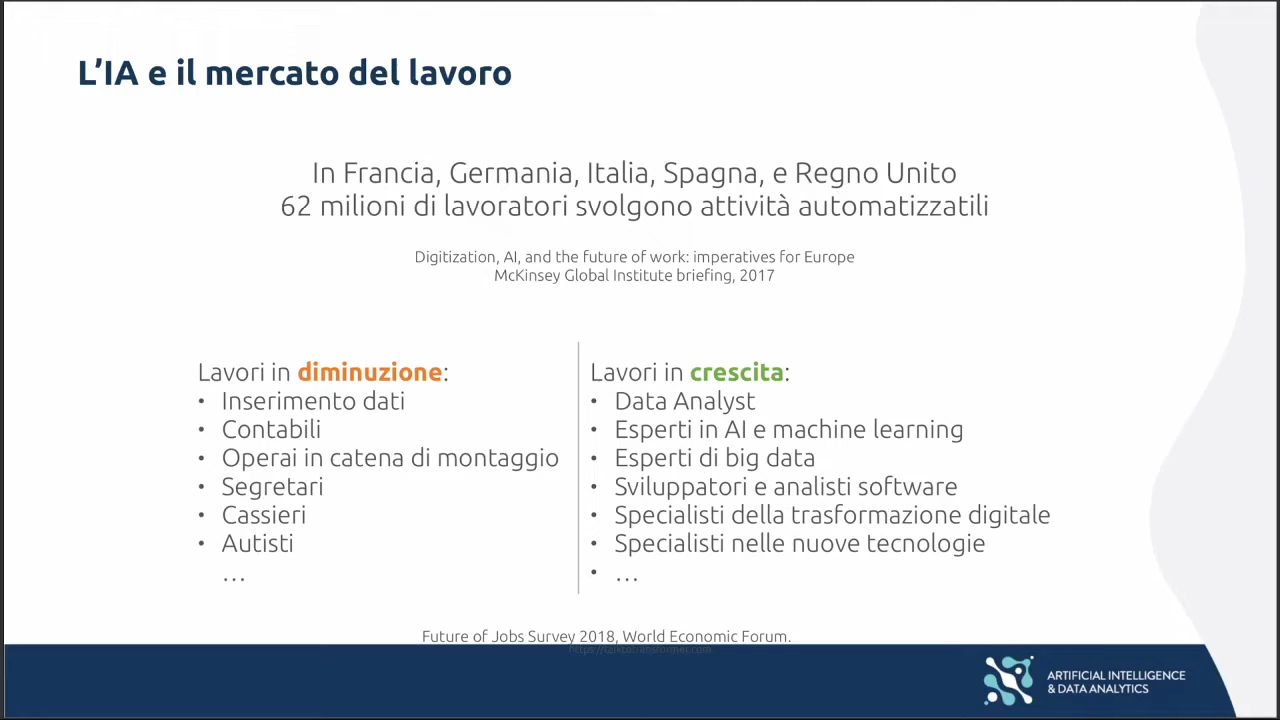 L'IA e il mercato del lavoro
In Francia, Germania, Italia, Spagna, e Regno Unito
62 milioni di lavoratori svolgono attività automatizzatili
Digitization, AI, and the future of work: imperatives for Europe
McKinsey Global Institute briefing, 2017
Lavori in diminuzione:
• Inserimento dati
• Contabili
• Operai in catena di montaggio
• Segretari
• Cassieri
• Autisti
…
Lavori in crescita:
• Data Analyst
• Esperti in AI e machine learning
• Esperti di big data
• Sviluppatori e analisti software
• Specialisti della trasformazione digitale
• Specialisti nelle nuove tecnologie
• …
Future of Jobs Survey 2018, World Economic Forum.
https://talktotransformer.com
ARTIFICIAL INTELLIGENCE
& DATA ANALYTICS